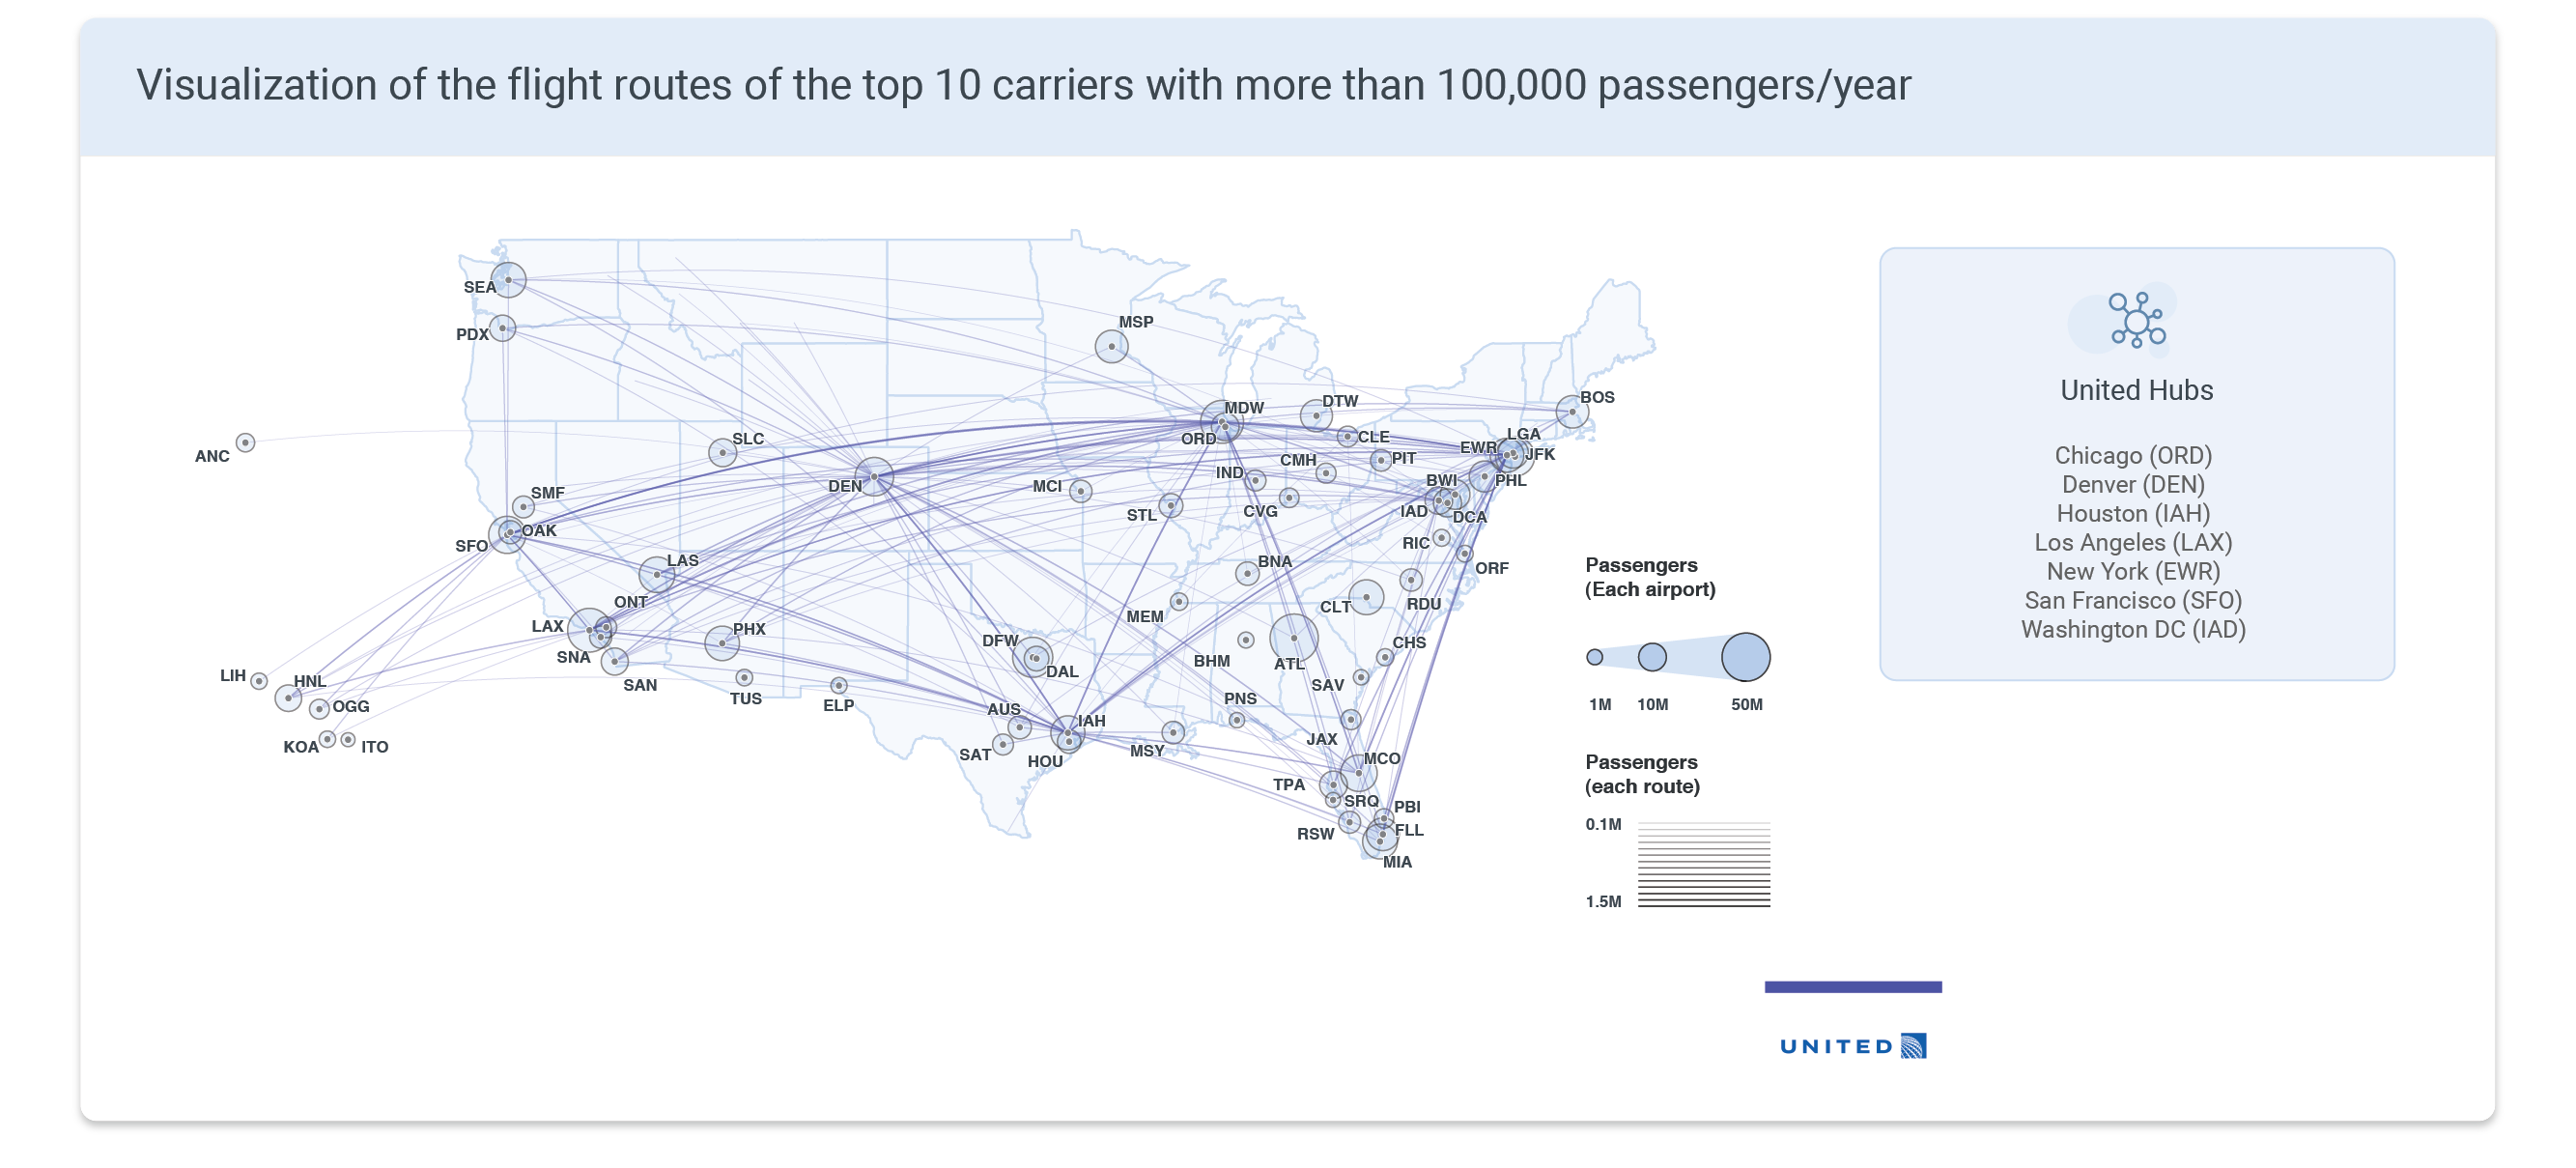 Visualization of the flight routes of the top 10 carriers with more than 100,000 passengers/year
SEA
PDX
MSP
BOS
MDW
DTW
ORD
CLE
LGA
EWR
JFK
SLC
ANC
DEN
MCI
IND
CMH
PIT
BWI
PHL
SMF
STL
CVG
IAD
DCA
OAK
SFO
RIC
LAS
BNA
ORF
ONT
MEM
CLT
RDU
LAX
PHX
DFW
CHS
SNA
DAL
BHM
ATL
LIH
HNL
SAN
TUS
SAV
ELP
PNS
OGG
AUS
IAH
KOA
ITO
SAT
HOU
MSY
JAX
MCO
TPA
SRQ
PBI
RSW
FLL
MIA
Passengers
(Each airport)
1M 10M 50M
Passengers
(each route)
0.1M
1.5M
United Hubs
Chicago (ORD)
Denver (DEN)
Houston (IAH)
Los Angeles (LAX)
New York (EWR)
San Francisco (SFO)
Washington DC (IAD)
UNITED